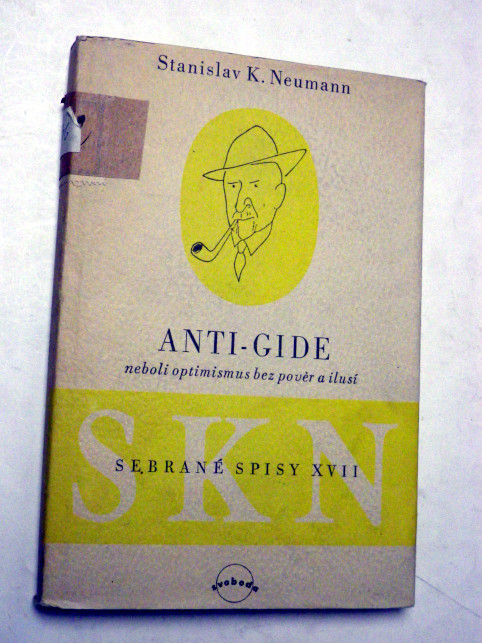 Stanislav K. Neumann
ANTI-GIDE
neboli optimismus bez pověr a ilusí
SKN
SEBRANÉ SPISY XVII
svoboda